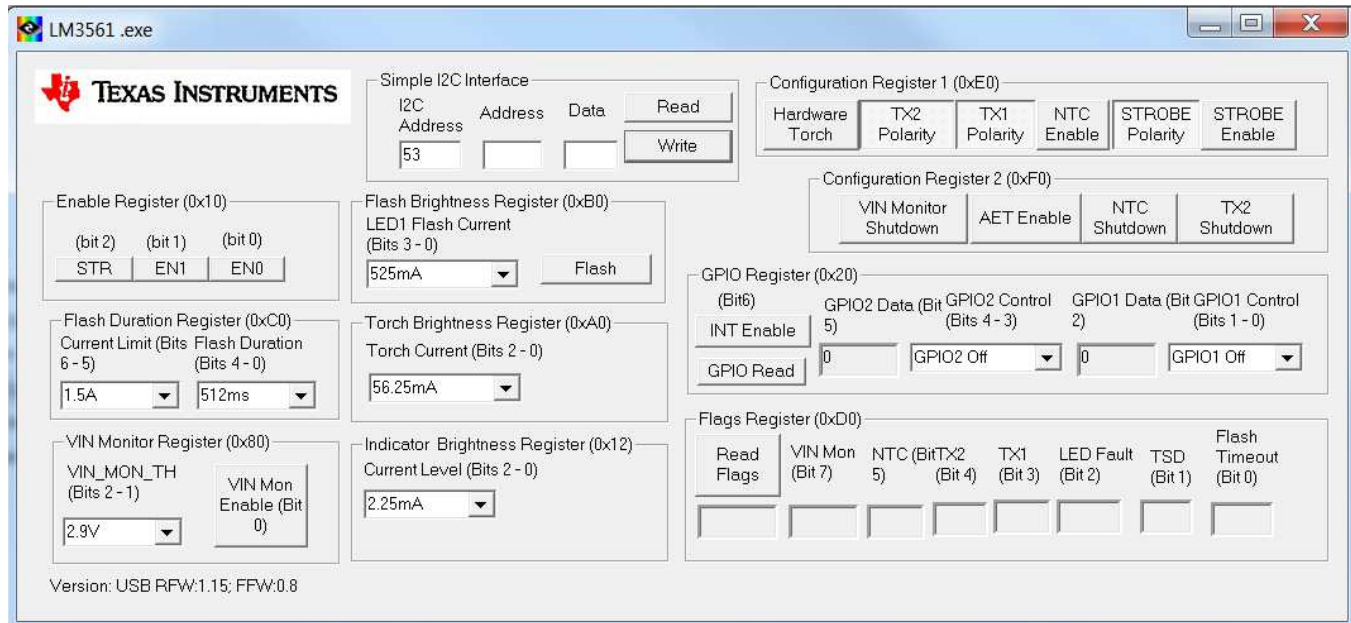 LM3561 .exe
TEXAS INSTRUMENTS
Simple I2C Interface
I2C Address
Address
Data
Read
53
Write
Configuration Register 1 (0xE0)
Hardware Torch
TX2 Polarity
TX1 Polarity
NTC Enable
STROBE Polarity
STROBE Enable
Configuration Register 2 (0xF0)
VIN Monitor Shutdown
AET Enable
NTC Shutdown
TX2 Shutdown
Enable Register (0x10)
(bit 2)
(bit 1)
(bit 0)
STR
EN1
EN0
Flash Brightness Register (0xB0)
LED1 Flash Current
(Bits 3 - 0)
525mA
Flash
GPIO Register (0x20)
(Bit6)
INT Enable
GPIO Read
GPIO2 Data (Bit
5)
0
GPIO2 Control
(Bits 4 - 3)
GPIO2 Off
GPIO1 Data (Bit
2)
0
GPIO1 Control
(Bits 1 - 0)
GPIO1 Off
Flash Duration Register (0xC0)
Current Limit (Bits
6 - 5)
1.5A
Flash Duration
(Bits 4 - 0)
512ms
Torch Brightness Register (0xA0)
Torch Current (Bits 2 - 0)
56.25mA
Flags Register (0xD0)
Read Flags
VIN Mon
(Bit 7)
NTC (Bit
5)
TX2
(Bit 4)
TX1
(Bit 3)
LED Fault
(Bit 2)
TSD
(Bit 1)
Flash
Timeout
(Bit 0)
VIN Monitor Register (0x80)
VIN_MON_TH
(Bits 2 - 1)
2.9V
VIN Mon
Enable (Bit
0)
Indicator Brightness Register (0x12)
Current Level (Bits 2 - 0)
2.25mA
Version: USB RFW:1.15; FFW:0.8